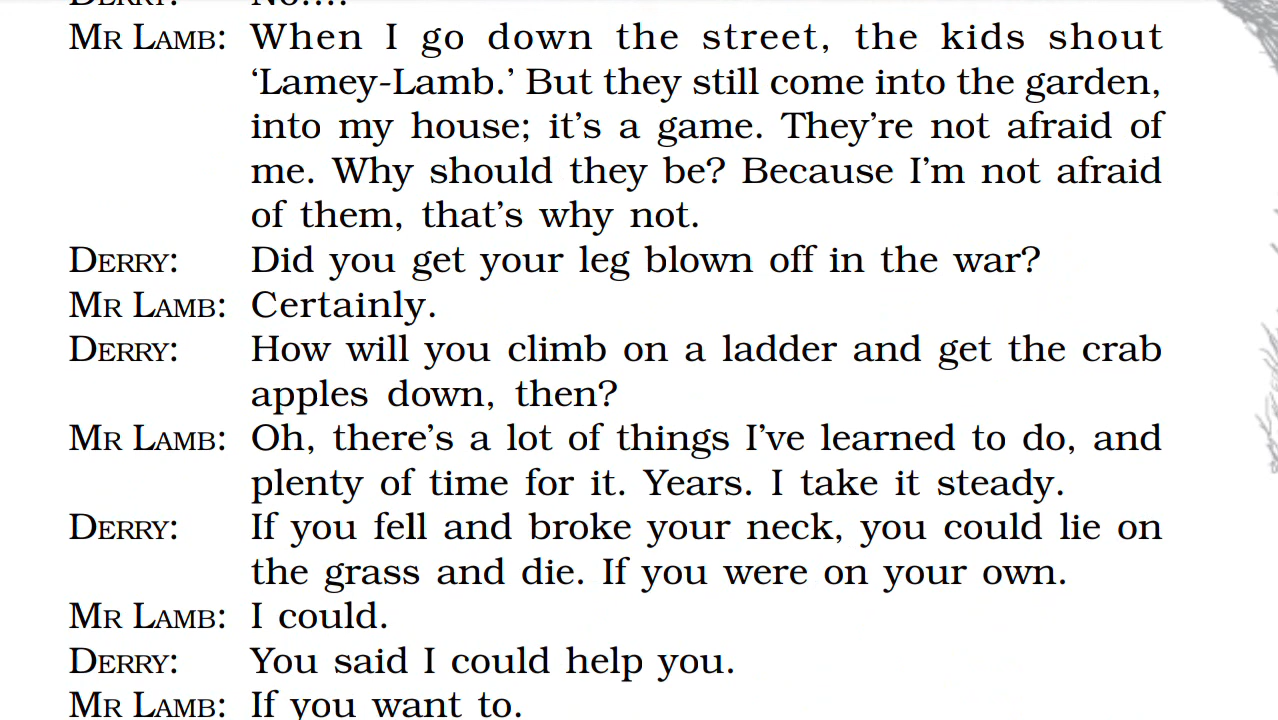 DERRY: No....
MR LAMB: When I go down the street, the kids shout
‘Lamey-Lamb.’ But they still come into the garden,
into my house; it’s a game. They’re not afraid of
me. Why should they be? Because I’m not afraid
of them, that’s why not.
DERRY: Did you get your leg blown off in the war?
MR LAMB: Certainly.
DERRY: How will you climb on a ladder and get the crab
apples down, then?
MR LAMB: Oh, there’s a lot of things I’ve learned to do, and
plenty of time for it. Years. I take it steady.
DERRY: If you fell and broke your neck, you could lie on
the grass and die. If you were on your own.
MR LAMB: I could.
DERRY: You said I could help you.
MR LAMB: If you want to.